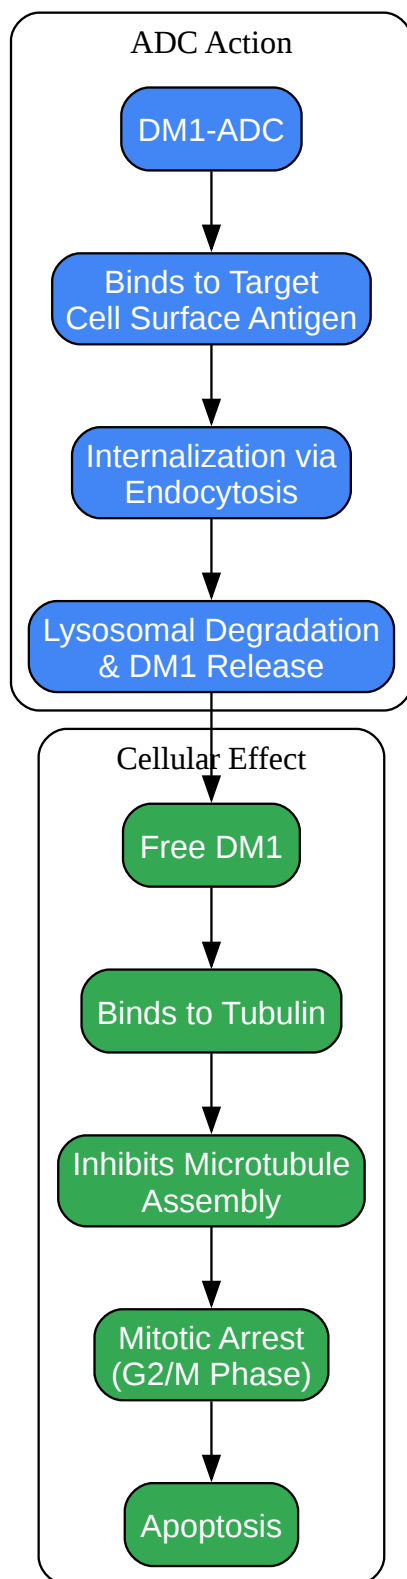 ADC Action
DM1-ADC
Binds to Target
Cell Surface Antigen
Internalization via
Endocytosis
Lysosomal Degradation
& DM1 Release
Cellular Effect
Free DM1
Binds to Tubulin
Inhibits Microtubule
Assembly
Mitotic Arrest
(G2/M Phase)
Apoptosis